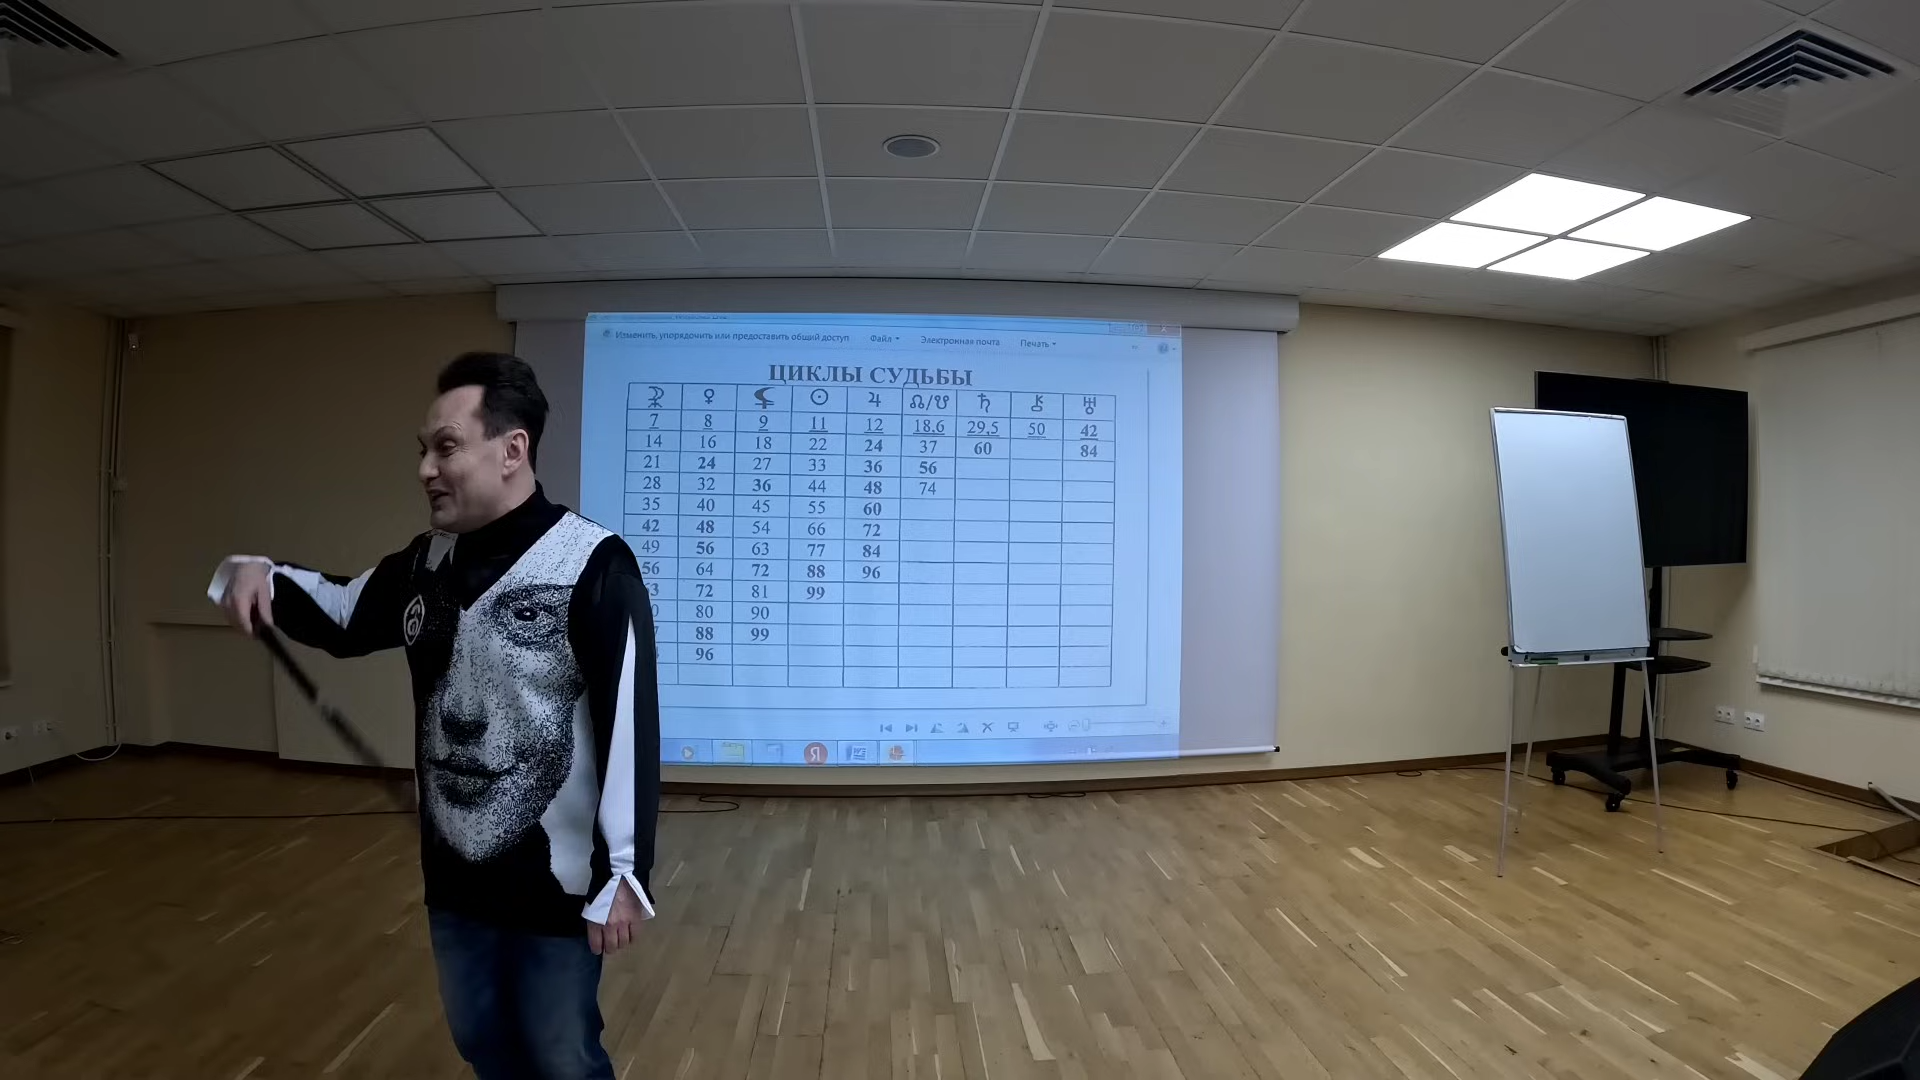 Изменить, упорядочить или предоставить общий доступ Файл Электронная почта Печать
ЦИКЛЫ СУДЬБЫ
⚸ ♀ ☉ ♃ ☊/☋ ♄ ⚷ ♅
7 8 9 11 12 18,6 29,5 50 42
14 16 18 22 24 37 60 84
21 24 27 33 36 56
28 32 36 44 48 74
35 40 45 55 60
42 48 54 66 72
49 56 63 77 84
56 64 72 88 96
72 81 99
80 90
88 99
96
Я